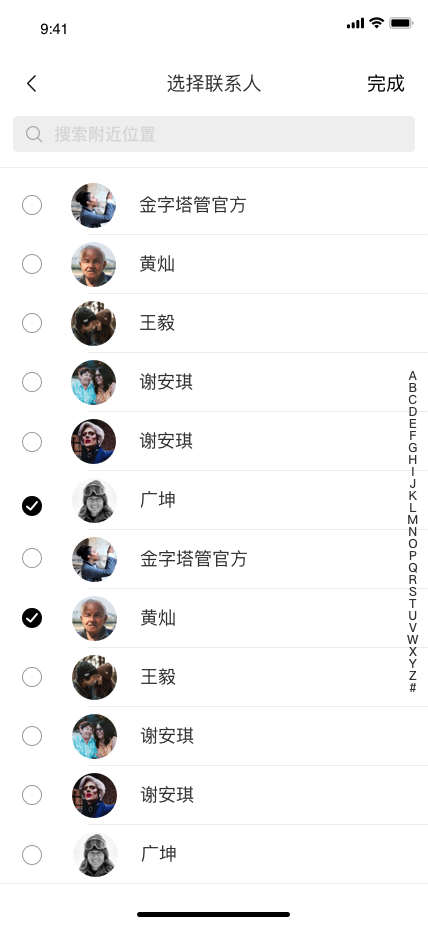 9:41
选择联系人
完成
搜索附近位置
金字塔管官方
黄灿
王毅
谢安琪
谢安琪
广坤
金字塔管官方
黄灿
王毅
谢安琪
谢安琪
广坤
A
B
C
D
E
F
G
H
I
J
K
L
M
N
O
P
Q
R
S
T
U
V
W
X
Y
Z
#